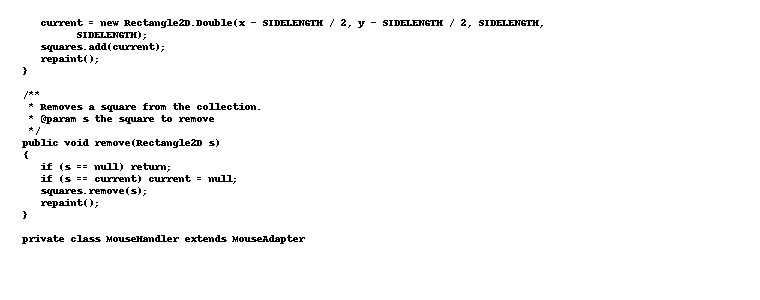 current = new Rectangle2D.Double(x - SIDELENGTH / 2, y - SIDELENGTH / 2, SIDELENGTH,
SIDELENGTH);
squares.add(current);
repaint();
}
/**
* Removes a square from the collection.
* @param s the square to remove
*/
public void remove(Rectangle2D s)
{
if (s == null) return;
if (s == current) current = null;
squares.remove(s);
repaint();
}
private class MouseHandler extends MouseAdapter